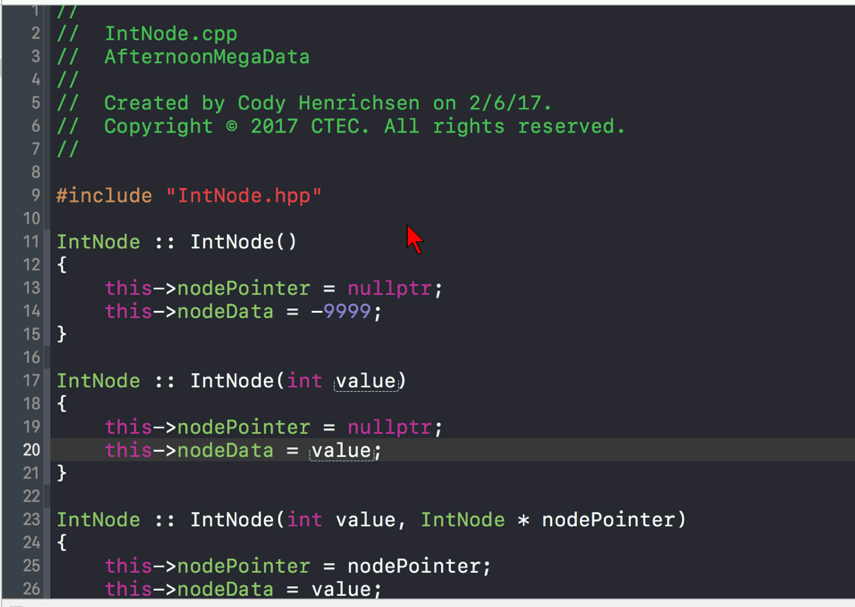 1 //
2 //  IntNode.cpp
3 //  AfternoonMegaData
4 //
5 //  Created by Cody Henrichsen on 2/6/17.
6 //  Copyright © 2017 CTEC. All rights reserved.
7 //
8
9 #include "IntNode.hpp"
10
11 IntNode :: IntNode()
12 {
13     this->nodePointer = nullptr;
14     this->nodeData = -9999;
15 }
16
17 IntNode :: IntNode(int value)
18 {
19     this->nodePointer = nullptr;
20     this->nodeData = value;
21 }
22
23 IntNode :: IntNode(int value, IntNode * nodePointer)
24 {
25     this->nodePointer = nodePointer;
26     this->nodeData = value;